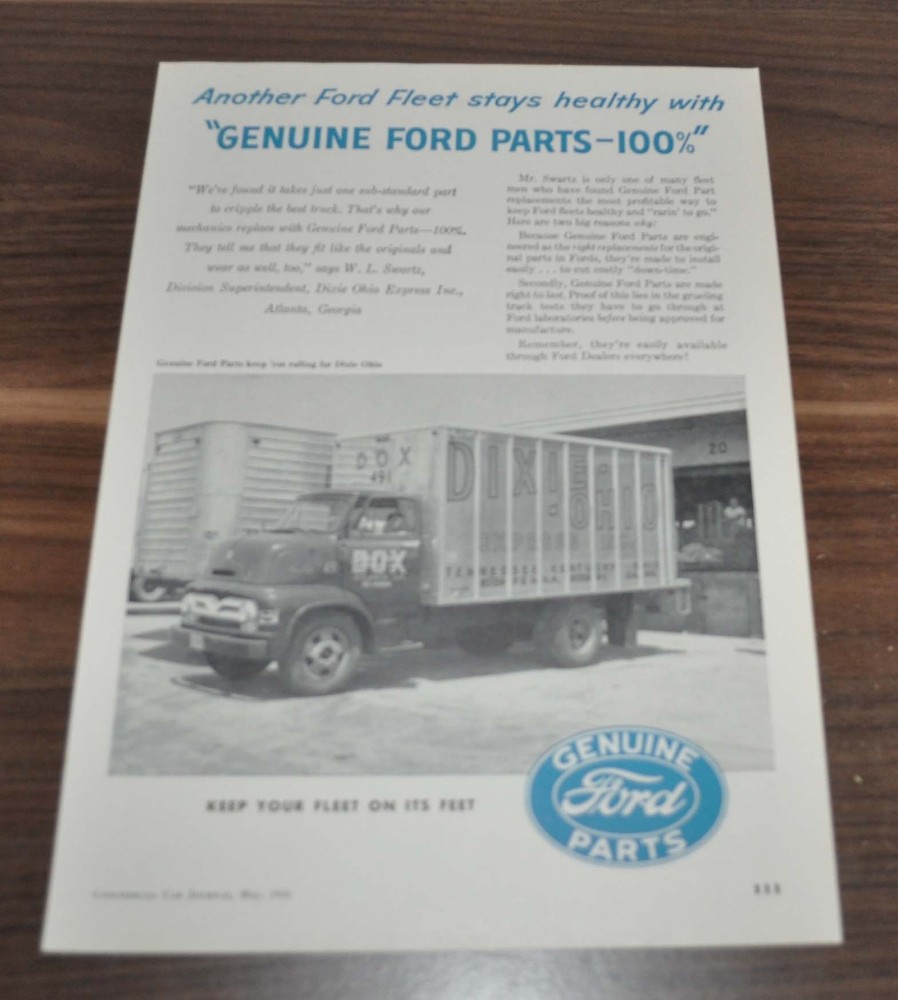 Another Ford Fleet stays healthy with
"GENUINE FORD PARTS–100%"
"We've found it takes just one sub-standard part
to cripple the best truck. That's why our
mechanics replace with Genuine Ford Parts—100%.
They tell me that they fit like the originals and
wear as well, too," says W. L. Swartz,
Division Superintendent, Dixie Ohio Express Inc.,
Atlanta, Georgia
Mr. Swartz is only one of many fleet
men who have found Genuine Ford Part
replacements the most profitable way to
keep Ford fleets healthy and "rarin' to go."
Here are two big reasons why:
Because Genuine Ford Parts are engi-
neered as the right replacements for the origi-
nal parts in Fords, they're made to install
easily . . . to cut costly "down-time."
Secondly, Genuine Ford Parts are made
right to last. Proof of this lies in the grueling
truck tests they have to go through at
Ford laboratories before being approved for
manufacture.
Remember, they're easily available
through Ford Dealers everywhere!
Genuine Ford Parts keep 'em rolling for Dixie Ohio
DOX
491
DIXIE
OHIO
EXPRESS INC.
TENNESSEE KENTUCKY
20
DOX
KEEP YOUR FLEET ON ITS FEET
GENUINE
Ford
PARTS
Commercial Car Journal, May,